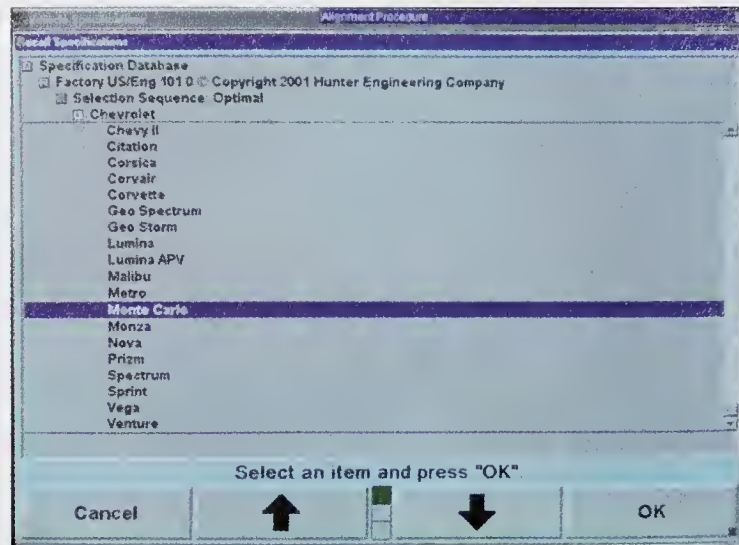 Alignment Procedure
Specifications
Specification Database
Factory US/Eng 101 0 © Copyright 2001 Hunter Engineering Company
Selection Sequence: Optimal
Chevrolet
Chevy II
Citation
Corsica
Corvair
Corvette
Geo Spectrum
Geo Storm
Lumina
Lumina APV
Malibu
Metro
Monte Carlo
Monza
Nova
Prizm
Spectrum
Sprint
Vega
Venture
Select an item and press "OK".
Cancel
OK